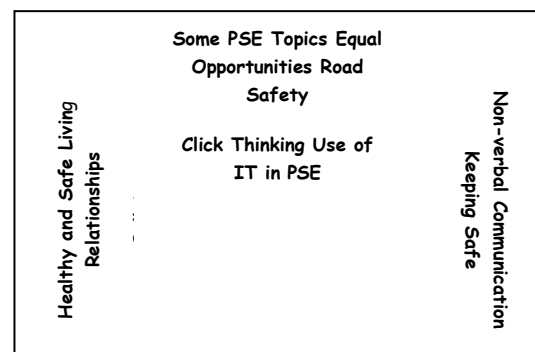 Some PSE Topics Equal
Opportunities Road
Safety
Click Thinking Use of
IT in PSE
Healthy and Safe Living
Relationships
Non-verbal Communication
Keeping Safe